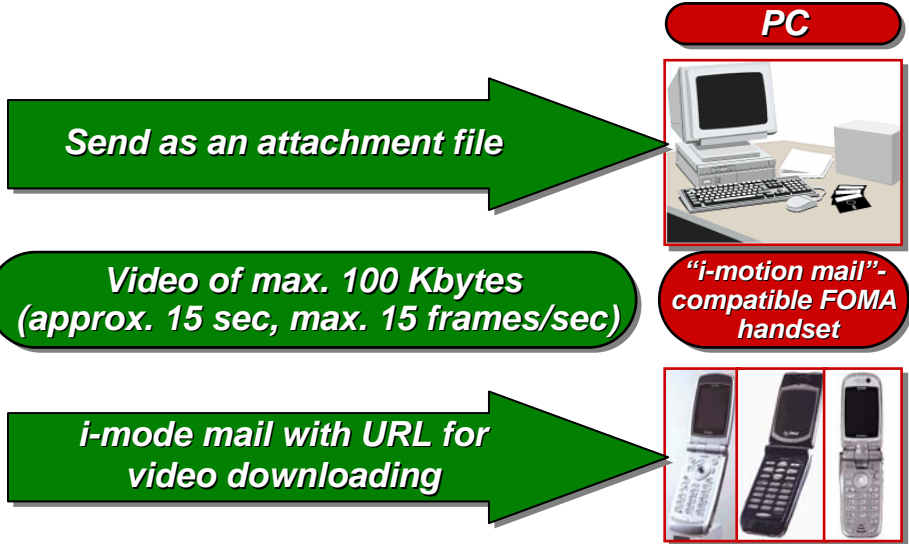 PC
Send as an attachment file
Video of max. 100 Kbytes
(approx. 15 sec, max. 15 frames/sec)
“i-motion mail”-
compatible FOMA
handset
i-mode mail with URL for
video downloading